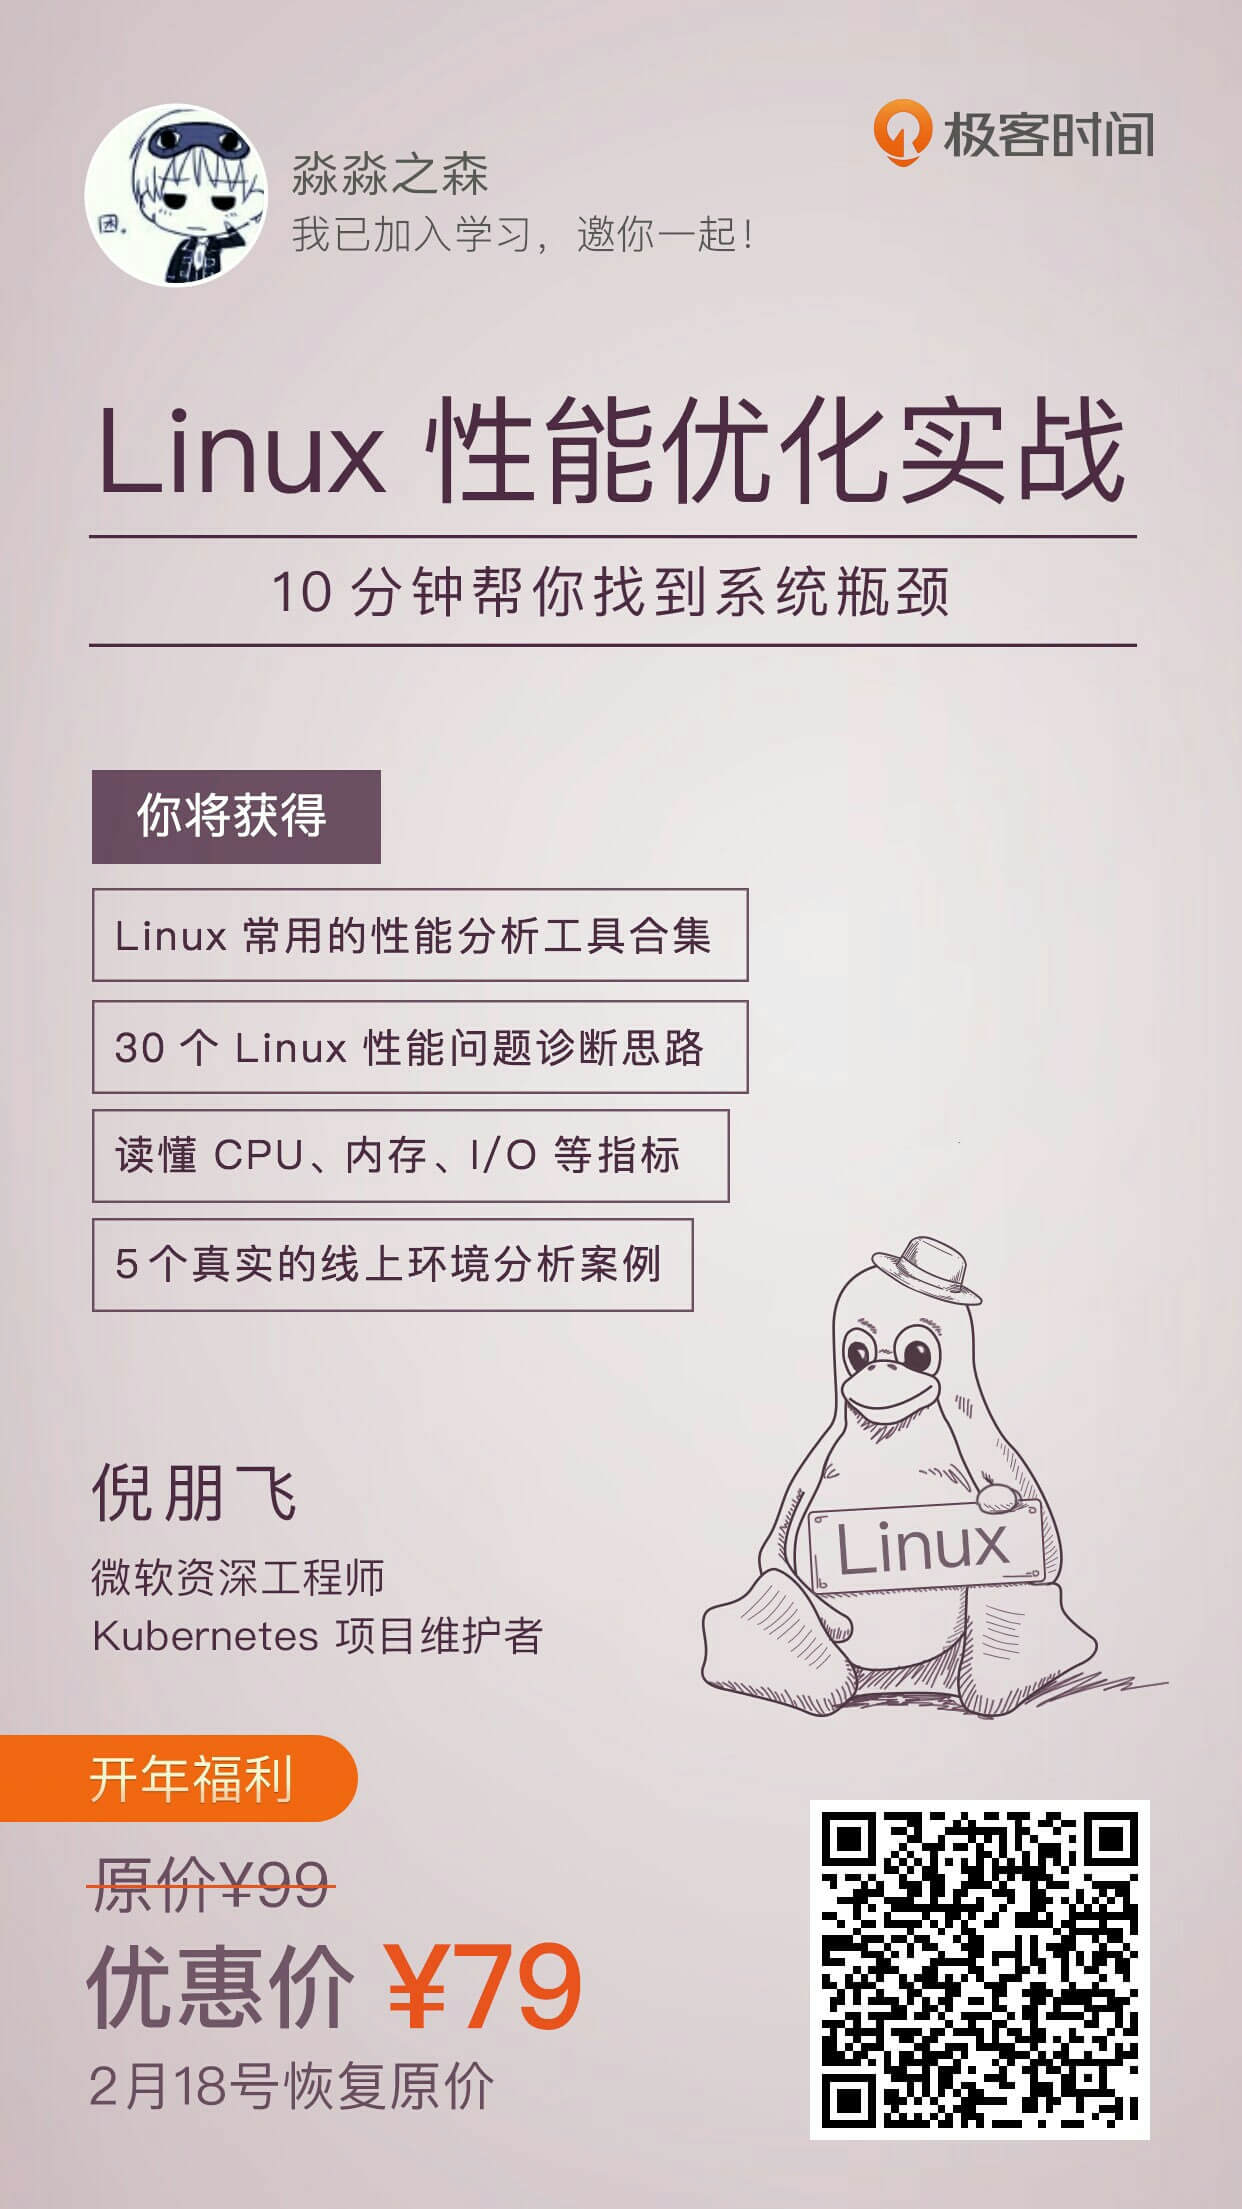 极客时间
淼淼之森
我已加入学习，邀你一起！
Linux 性能优化实战
10 分钟帮你找到系统瓶颈
你将获得
Linux 常用的性能分析工具合集
30 个 Linux 性能问题诊断思路
读懂 CPU、内存、I/O 等指标
5 个真实的线上环境分析案例
倪朋飞
微软资深工程师
Kubernetes 项目维护者
Linux
开年福利
原价¥99
优惠价 ¥79
2月18号恢复原价